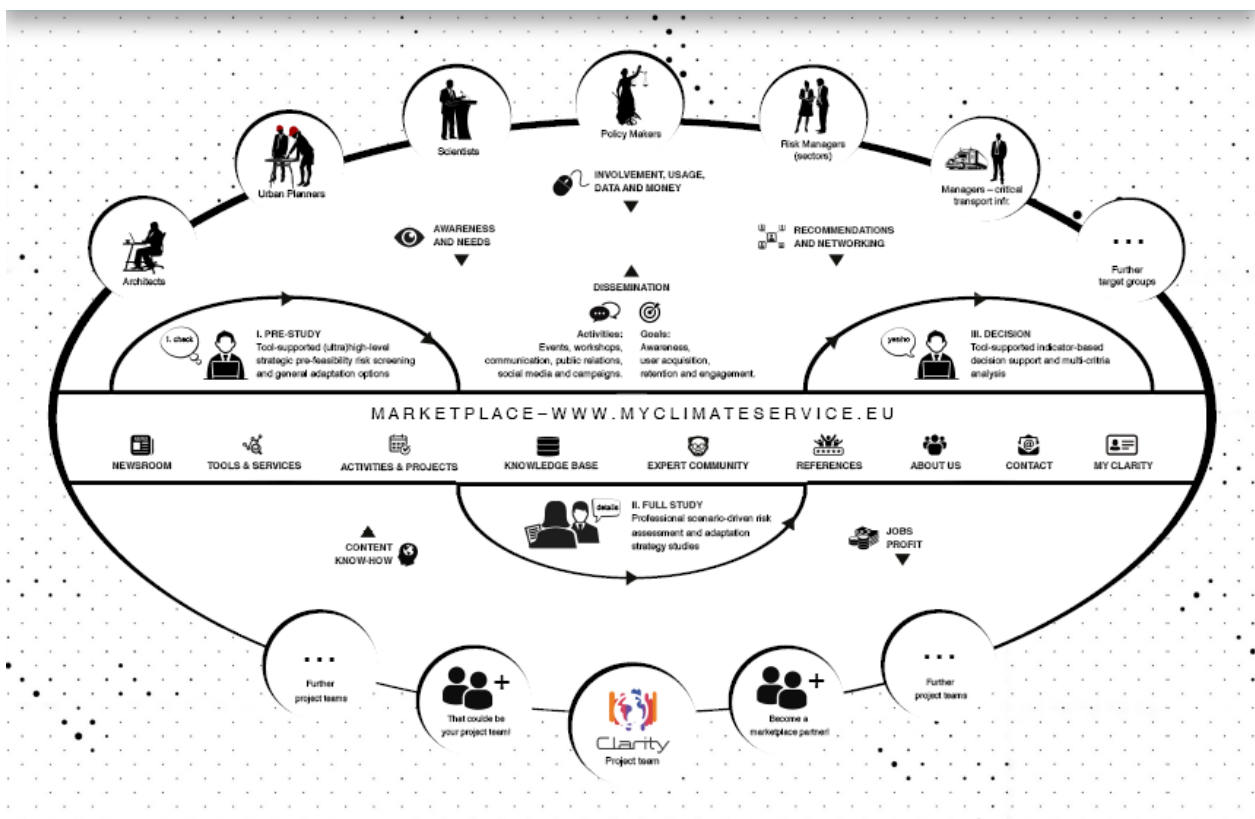 Policy Makers
Scientists
Risk Managers
(sectors)
Urban Planners
Managers – critical
transport infr.
Architects
...
Further
target groups
INVOLVEMENT, USAGE,
DATA AND MONEY
AWARENESS
AND NEEDS
RECOMMENDATIONS
AND NETWORKING
DISSEMINATION
Activities:
Events, workshops,
communication, public relations,
social media and campaigns.
Goals:
Awareness,
user acquisition,
retention and engagement.
1. check
I. PRE-STUDY
Tool-supported (ultra)high-level
strategic pre-feasibility risk screening
and general adaptation options
yes/no
III. DECISION
Tool-supported indicator-based
decision support and multi-critria
analysis
MARKETPLACE–WWW.MYCLIMATESERVICE.EU
NEWSROOM
TOOLS & SERVICES
ACTIVITIES & PROJECTS
KNOWLEDGE BASE
EXPERT COMMUNITY
REFERENCES
ABOUT US
CONTACT
MY CLARITY
details
II. FULL STUDY
Professional scenario-driven risk
assessment and adaptation
strategy studies
CONTENT
KNOW-HOW
JOBS
PROFIT
...
Further
project teams
+
That coulde be
your project team!
Clarity
Project team
+
Become a
marketplace partner!
...
Further
project teams